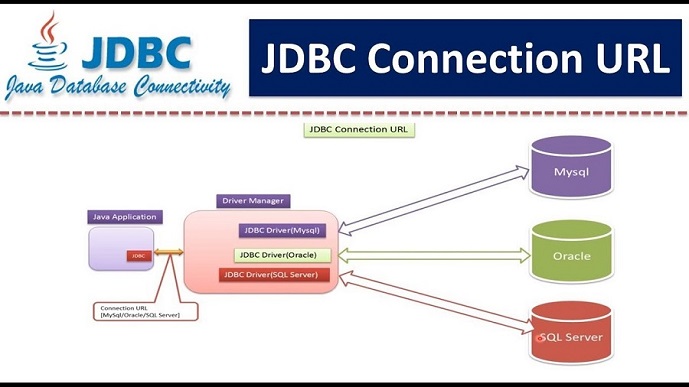 JDBC
Java Database Connectivity
JDBC Connection URL
JDBC Connection URL
Mysql
Driver Manager
Java Application
JDBC Driver(Mysql)
JDBC
JDBC Driver(Oracle)
Oracle
JDBC Driver(SQL Server)
Connection URL
[MySql/Oracle/SQL Server]
SQL Server